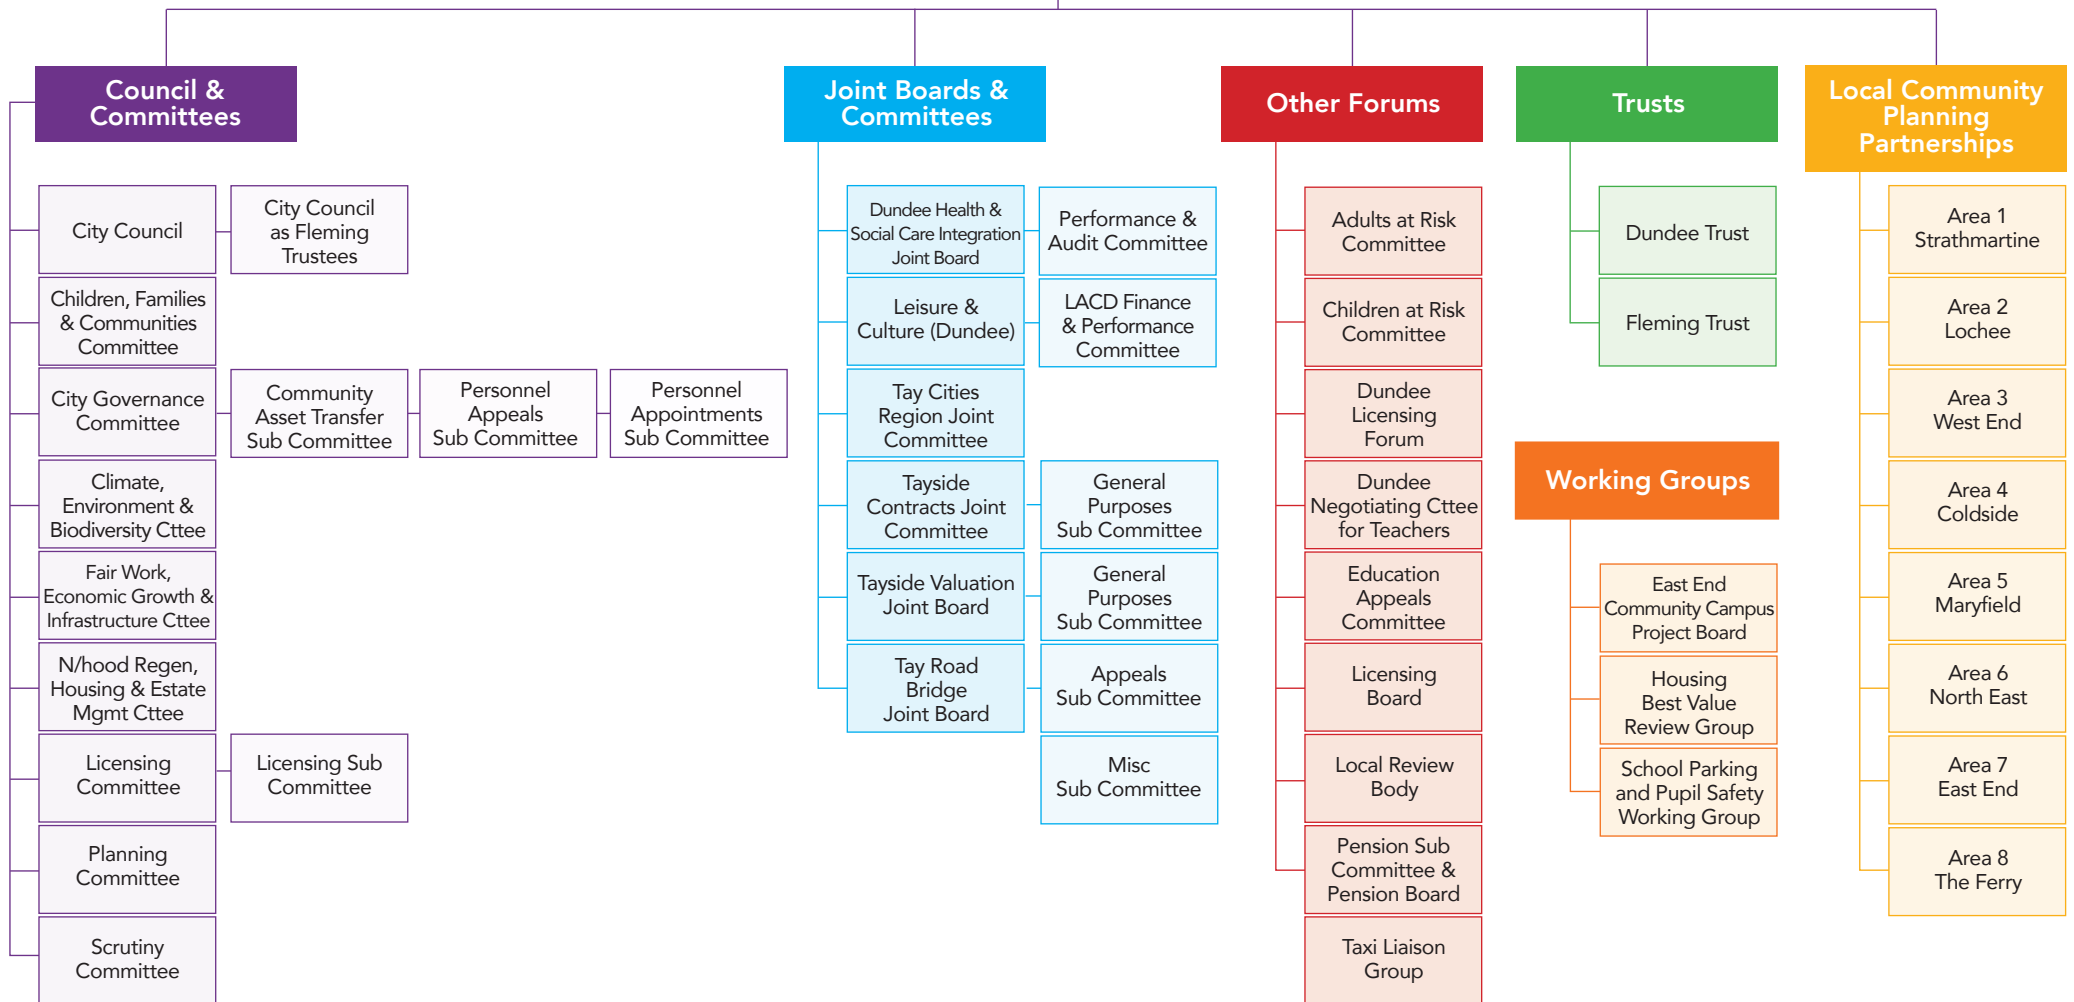 Council &
Committees
City Council
City Council
as Fleming
Trustees
Children, Families
& Communities
Committee
City Governance
Committee
Community
Asset Transfer
Sub Committee
Personnel
Appeals
Sub Committee
Personnel
Appointments
Sub Committee
Climate,
Environment &
Biodiversity Cttee
Fair Work,
Economic Growth &
Infrastructure Cttee
N/hood Regen,
Housing & Estate
Mgmt Cttee
Licensing
Committee
Licensing Sub
Committee
Planning
Committee
Scrutiny
Committee
Joint Boards &
Committees
Dundee Health &
Social Care Integration
Joint Board
Performance &
Audit Committee
Leisure &
Culture (Dundee)
LACD Finance
& Performance
Committee
Tay Cities
Region Joint
Committee
Tayside
Contracts Joint
Committee
General
Purposes
Sub Committee
Tayside Valuation
Joint Board
General
Purposes
Sub Committee
Tay Road
Bridge
Joint Board
Appeals
Sub Committee
Misc
Sub Committee
Other Forums
Adults at Risk
Committee
Children at Risk
Committee
Dundee
Licensing
Forum
Dundee
Negotiating Cttee
for Teachers
Education
Appeals
Committee
Licensing
Board
Local Review
Body
Pension Sub
Committee &
Pension Board
Taxi Liaison
Group
Trusts
Dundee Trust
Fleming Trust
Working Groups
East End
Community Campus
Project Board
Housing
Best Value
Review Group
School Parking
and Pupil Safety
Working Group
Local Community
Planning
Partnerships
Area 1
Strathmartine
Area 2
Lochee
Area 3
West End
Area 4
Coldside
Area 5
Maryfield
Area 6
North East
Area 7
East End
Area 8
The Ferry